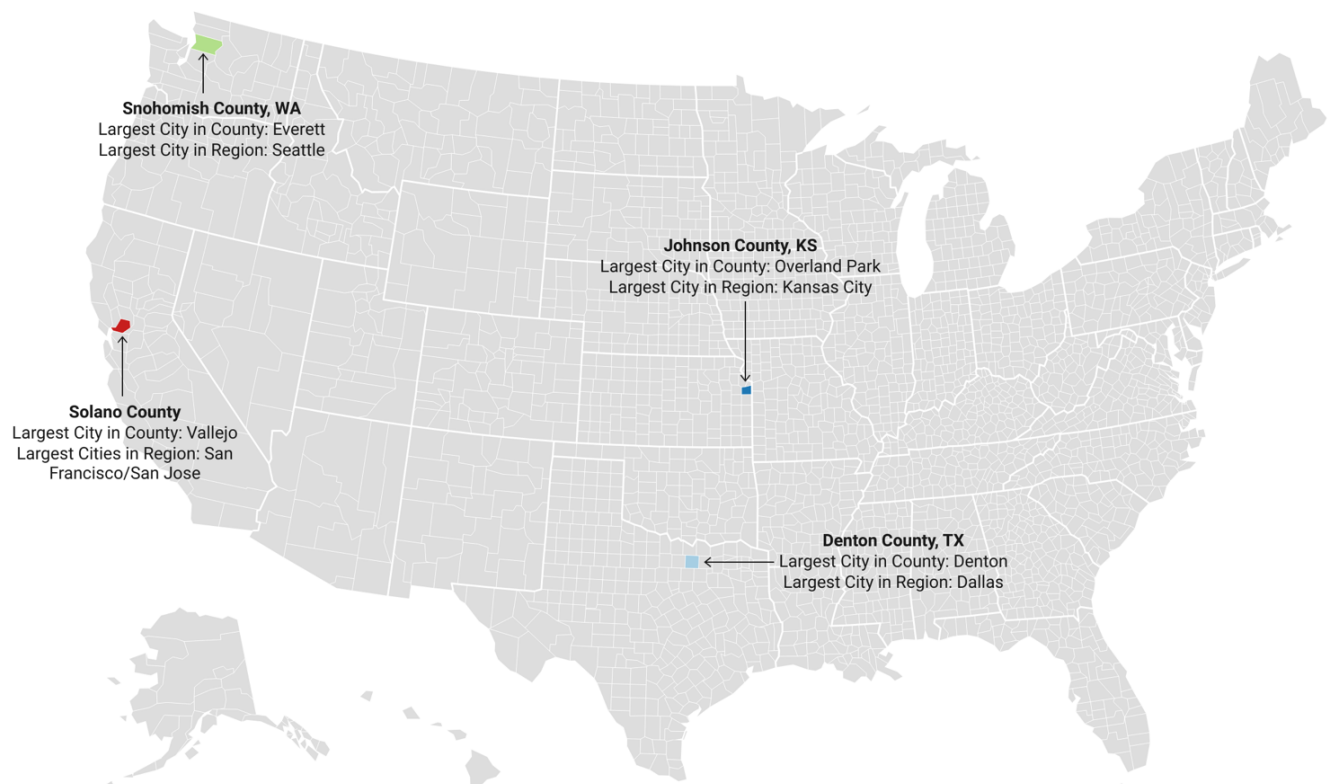 Snohomish County, WA
Largest City in County: Everett
Largest City in Region: Seattle
Johnson County, KS
Largest City in County: Overland Park
Largest City in Region: Kansas City
Solano County
Largest City in County: Vallejo
Largest Cities in Region: San
Francisco/San Jose
Denton County, TX
Largest City in County: Denton
Largest City in Region: Dallas